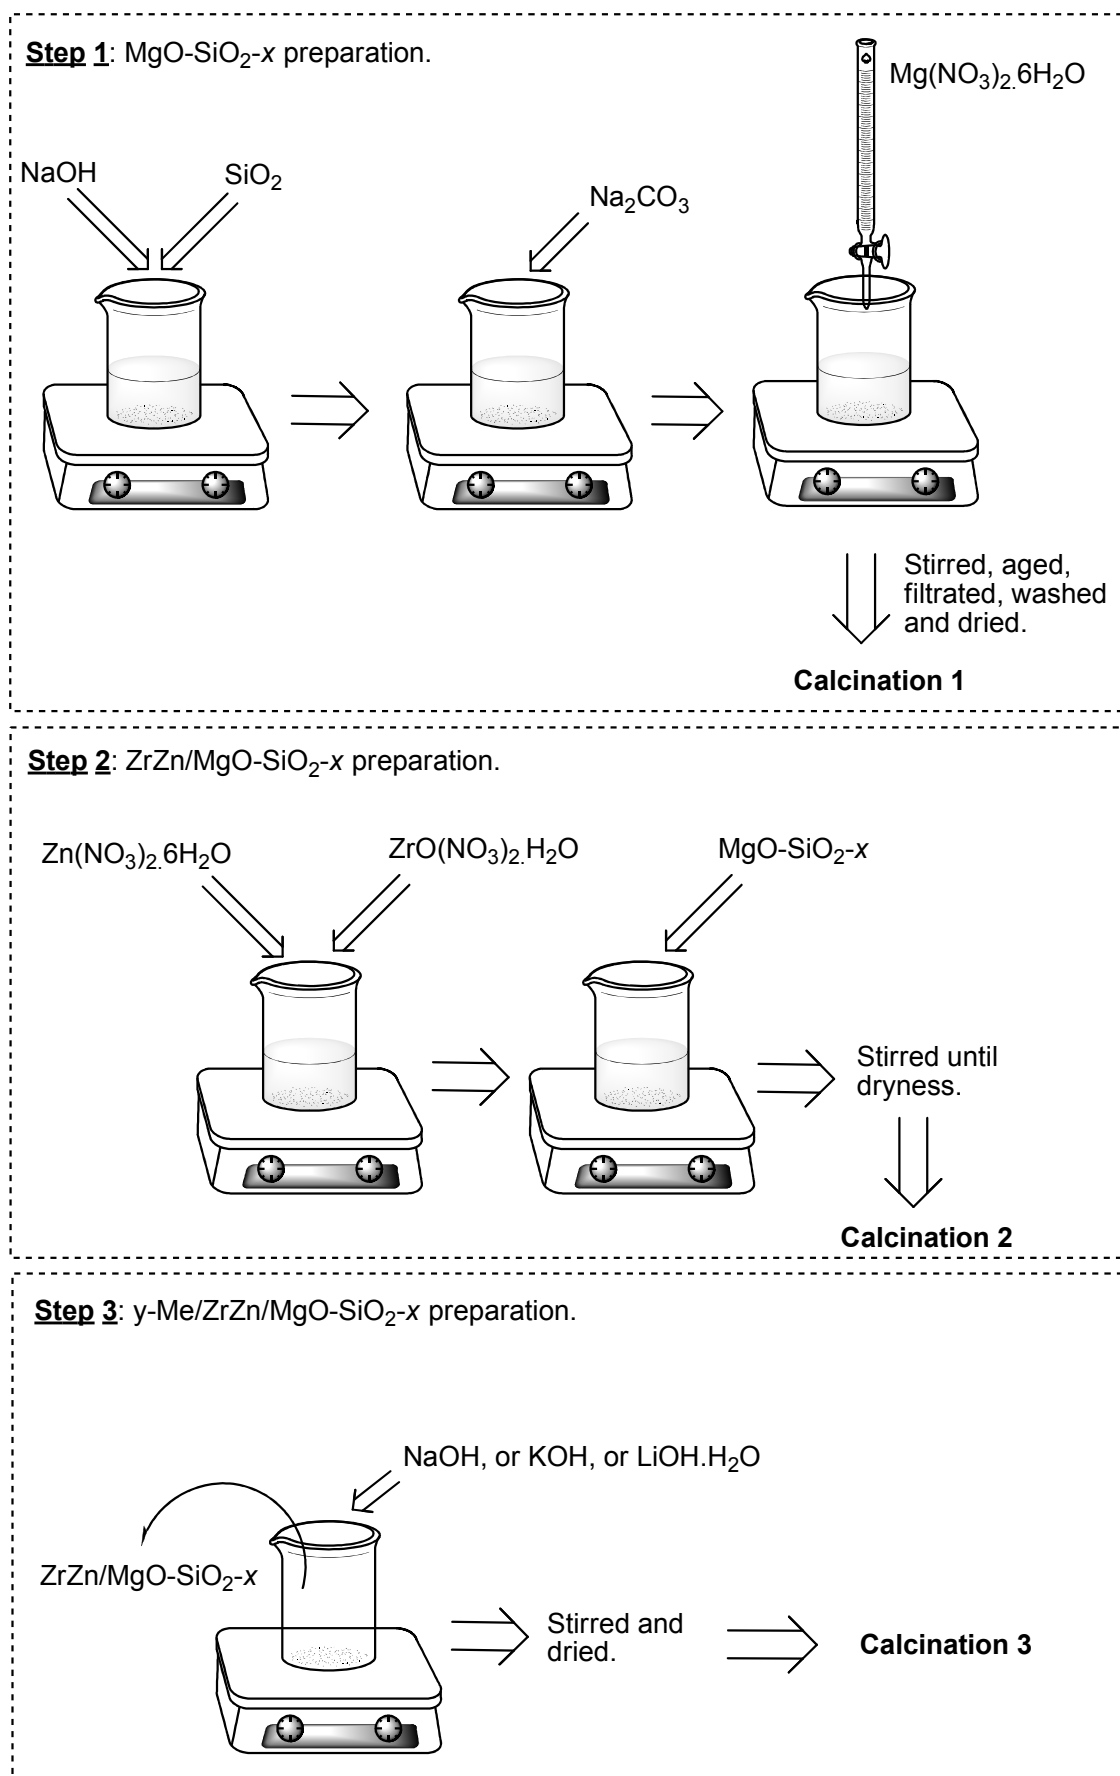 Step 1: MgO-SiO₂-x preparation.
Mg(NO₃)₂.6H₂O
NaOH
SiO₂
Na₂CO₃
Stirred, aged,
filtrated, washed
and dried.
Calcination 1
Step 2: ZrZn/MgO-SiO₂-x preparation.
Zn(NO₃)₂.6H₂O
ZrO(NO₃)₂.H₂O
MgO-SiO₂-x
Stirred until
dryness.
Calcination 2
Step 3: y-Me/ZrZn/MgO-SiO₂-x preparation.
NaOH, or KOH, or LiOH.H₂O
ZrZn/MgO-SiO₂-x
Stirred and
dried.
Calcination 3